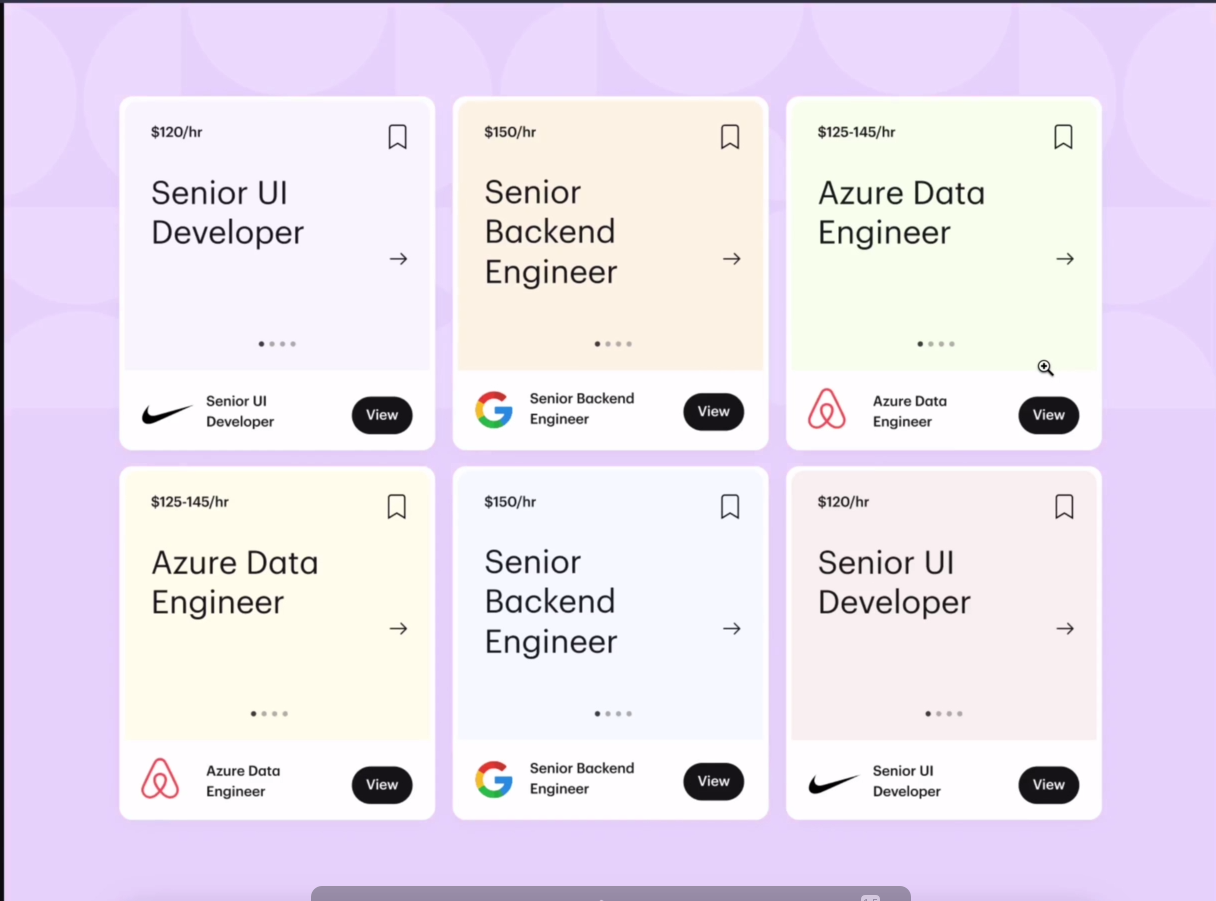 $120/hr
Senior UI
Developer
Senior UI
Developer
View
$150/hr
Senior
Backend
Engineer
Senior Backend
Engineer
View
$125-145/hr
Azure Data
Engineer
Azure Data
Engineer
View
$125-145/hr
Azure Data
Engineer
Azure Data
Engineer
View
$150/hr
Senior
Backend
Engineer
Senior Backend
Engineer
View
$120/hr
Senior UI
Developer
Senior UI
Developer
View